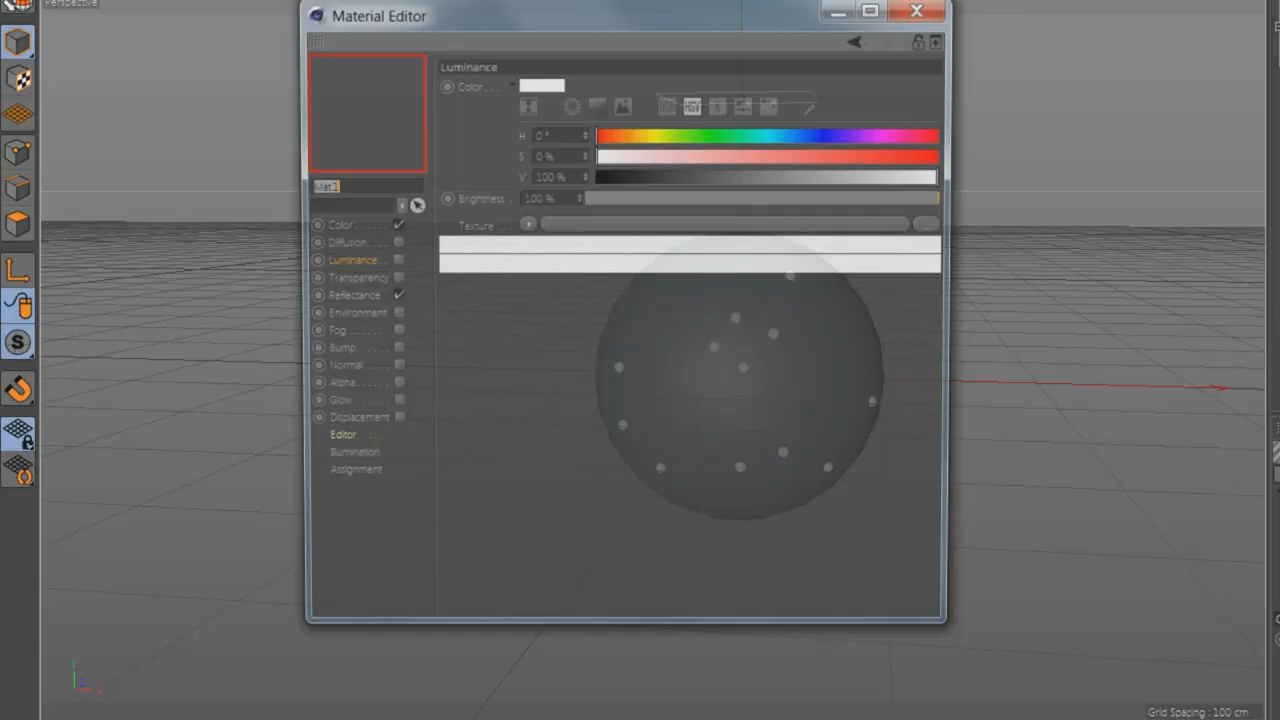 Perspective
Material Editor
Luminance
Color . . .
HSV
H 0 °
S 0 %
V 100 %
Mat1
Brightness 100 %
Texture . . . . ...
Color . . . . . .
Diffusion. . .
Luminance . .
Transparency
Reflectance
Environment
Fog . . . . . . .
Bump. . . . . .
Normal . . . .
Alpha . . . . .
Glow . . . . . .
Displacement
Editor . . . . .
Illumination
Assignment
Y
Z
X
S
Grid Spacing : 100 cm